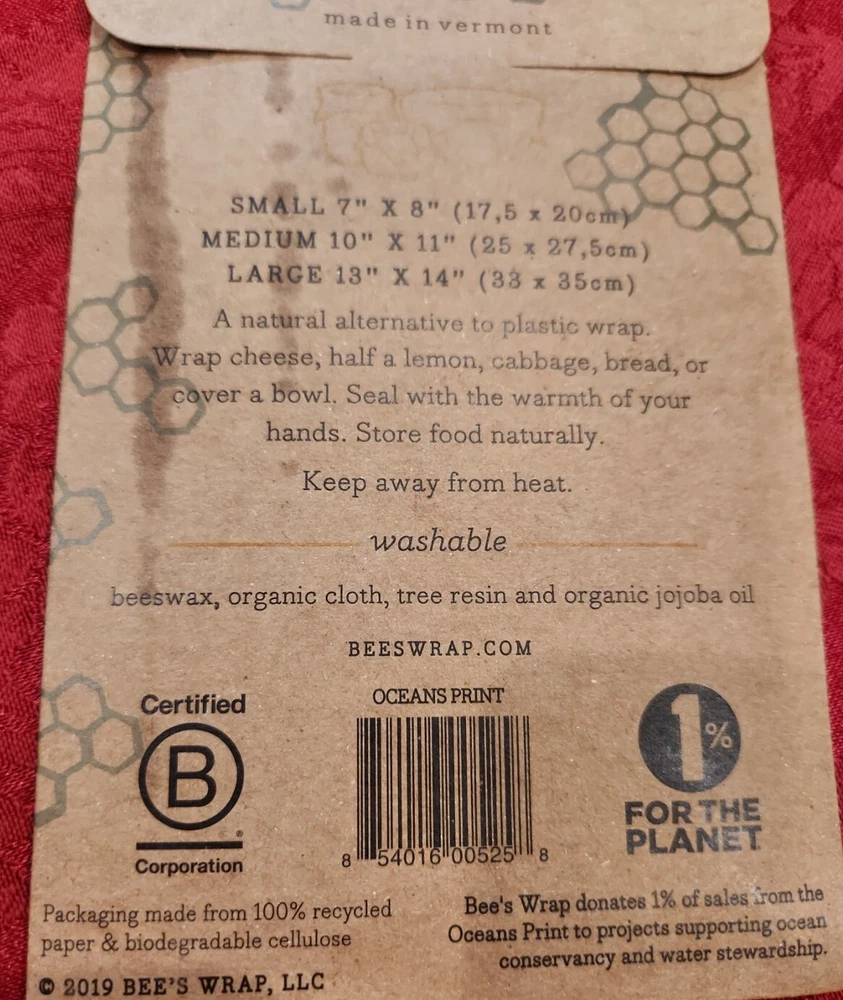 made in vermont
SMALL 7" X 8" (17,5 x 20cm)
MEDIUM 10" X 11" (25 x 27,5cm)
LARGE 13" X 14" (33 x 35cm)
A natural alternative to plastic wrap.
Wrap cheese, half a lemon, cabbage, bread, or
cover a bowl. Seal with the warmth of your
hands. Store food naturally.
Keep away from heat.
washable
beeswax, organic cloth, tree resin and organic jojoba oil
BEESWRAP.COM
Certified
B
®
Corporation
OCEANS PRINT
8 54016 00525 8
1%
FOR THE
PLANET
Packaging made from 100% recycled
paper & biodegradable cellulose
© 2019 BEE'S WRAP, LLC
Bee's Wrap donates 1% of sales from the
Oceans Print to projects supporting ocean
conservancy and water stewardship.